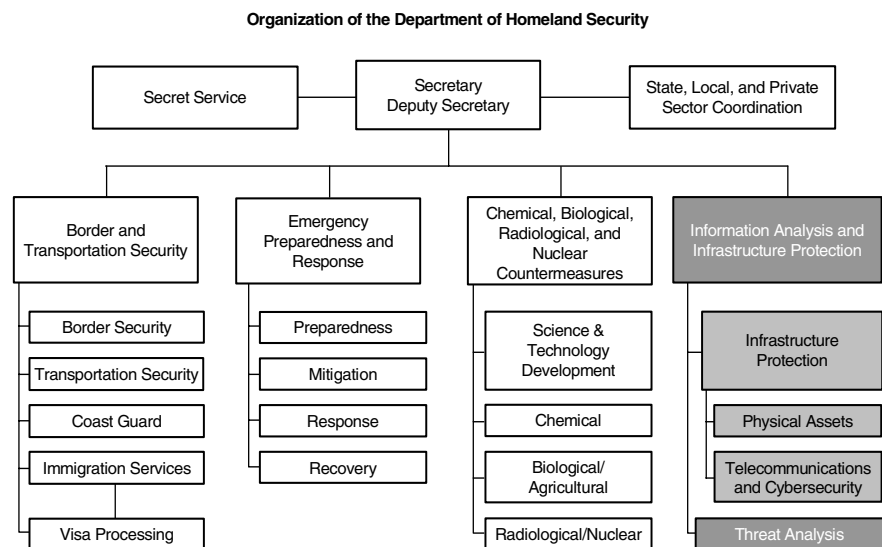 Organization of the Department of Homeland Security
Secret Service
Secretary
Deputy Secretary
State, Local, and Private
Sector Coordination
Border and
Transportation Security
Emergency
Preparedness and
Response
Chemical, Biological,
Radiological, and
Nuclear
Countermeasures
Information Analysis and
Infrastructure Protection
Border Security
Transportation Security
Coast Guard
Immigration Services
Visa Processing
Preparedness
Mitigation
Response
Recovery
Science &
Technology
Development
Chemical
Biological/
Agricultural
Radiological/Nuclear
Infrastructure
Protection
Physical Assets
Telecommunications
and Cybersecurity
Threat Analysis